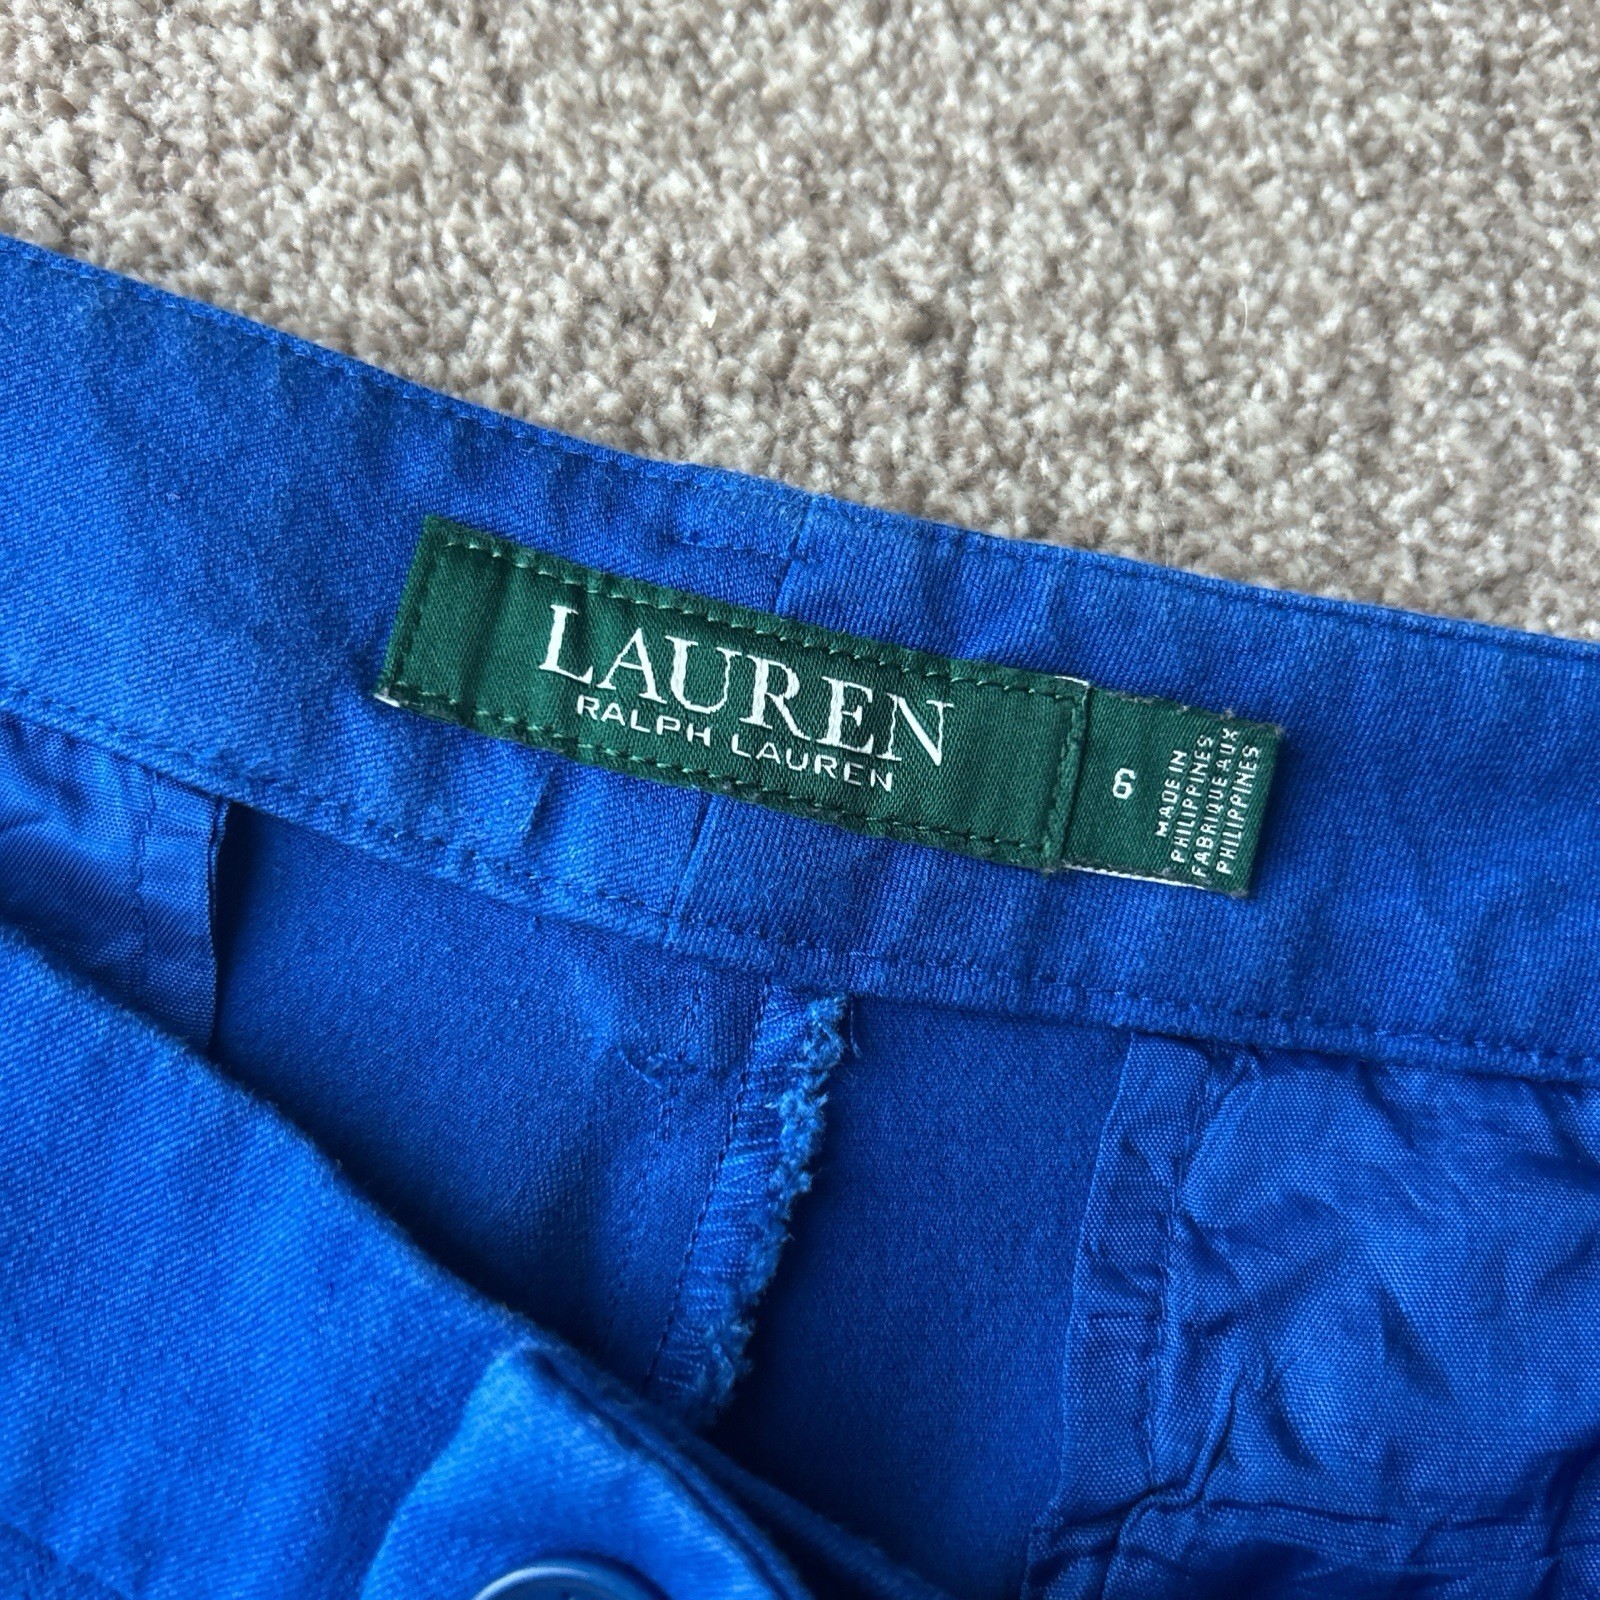 LAUREN
RALPH LAUREN
6
MADE IN
PHILIPPINES
FABRIQUE AUX
PHILIPPINES